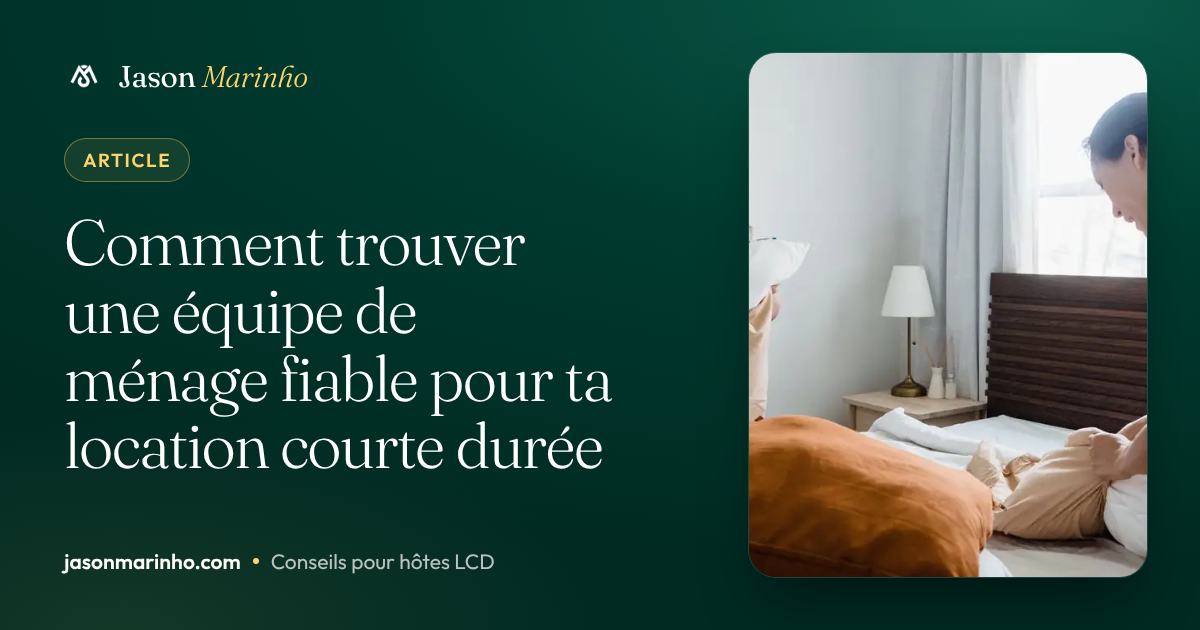 Jason Marinho
ARTICLE
Comment trouver
une équipe de
ménage fiable pour ta
location courte durée
jasonmarinho.com • Conseils pour hôtes LCD